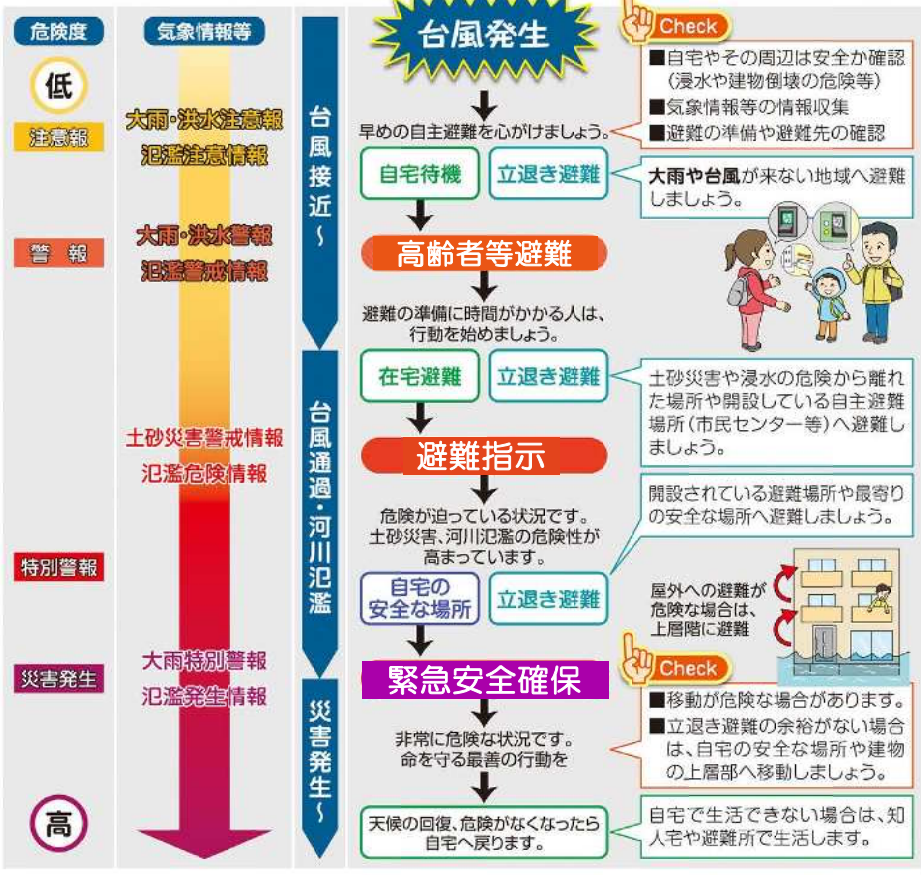 危険度
低
注意報
警 報
特別警報
災害発生
高
気象情報等
大雨・洪水注意報
氾濫注意情報
大雨・洪水警報
氾濫警戒情報
土砂災害警戒情報
氾濫危険情報
大雨特別警報
氾濫発生情報
台風接近～
台風通過・河川氾濫
災害発生～
台風発生
早めの自主避難を心がけましょう。
自宅待機
立退き避難
高齢者等避難
避難の準備に時間がかかる人は、
行動を始めましょう。
在宅避難
立退き避難
避難指示
危険が迫っている状況です。
土砂災害、河川氾濫の危険性が
高まっています。
自宅の
安全な場所
立退き避難
緊急安全確保
非常に危険な状況です。
命を守る最善の行動を
天候の回復、危険がなくなったら
自宅へ戻ります。
Check
■自宅やその周辺は安全か確認
（浸水や建物倒壊の危険等）
■気象情報等の情報収集
■避難の準備や避難先の確認
大雨や台風が来ない地域へ避難
しましょう。
土砂災害や浸水の危険から離れ
た場所や開設している自主避難
場所（市民センター等）へ避難し
ましょう。
開設されている避難場所や最寄り
の安全な場所へ避難しましょう。
屋外への避難が
危険な場合は、
上層階に避難
Check
■移動が危険な場合があります。
■立退き避難の余裕がない場合
は、自宅の安全な場所や建物
の上層部へ移動しましょう。
自宅で生活できない場合は、知
人宅や避難所で生活します。